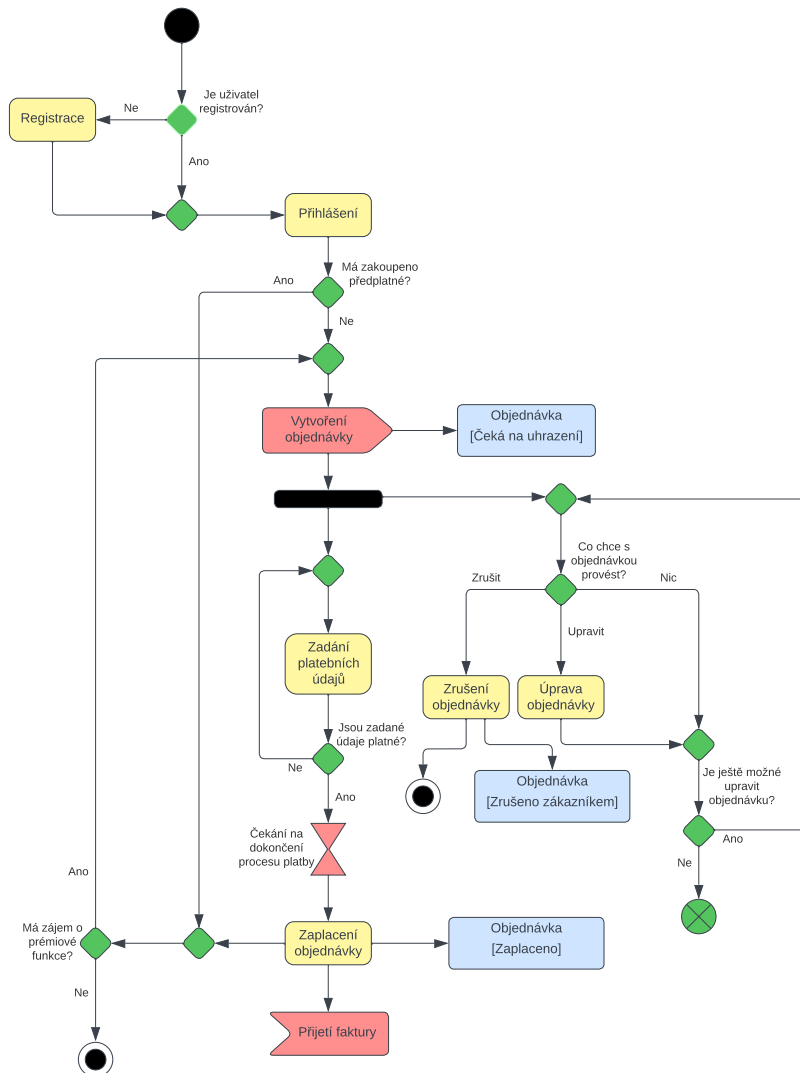 Je uživatel
registrován?
Ne
Registrace
Ano
Přihlášení
Má zakoupeno
předplatné?
Ano
Ne
Vytvoření
objednávky
Objednávka
[Čeká na uhrazení]
Co chce s
objednávkou
provést?
Zrušit
Nic
Upravit
Zadání
platebních
údajů
Zrušení
objednávky
Úprava
objednávky
Jsou zadané
údaje platné?
Ne
Ano
Je ještě možné
upravit
objednávku?
Objednávka
[Zrušeno zákazníkem]
Ano
Ne
Čekání na
dokončení
procesu platby
Ano
Má zájem o
prémiové
funkce?
Zaplacení
objednávky
Objednávka
[Zaplaceno]
Ne
Přijetí faktury